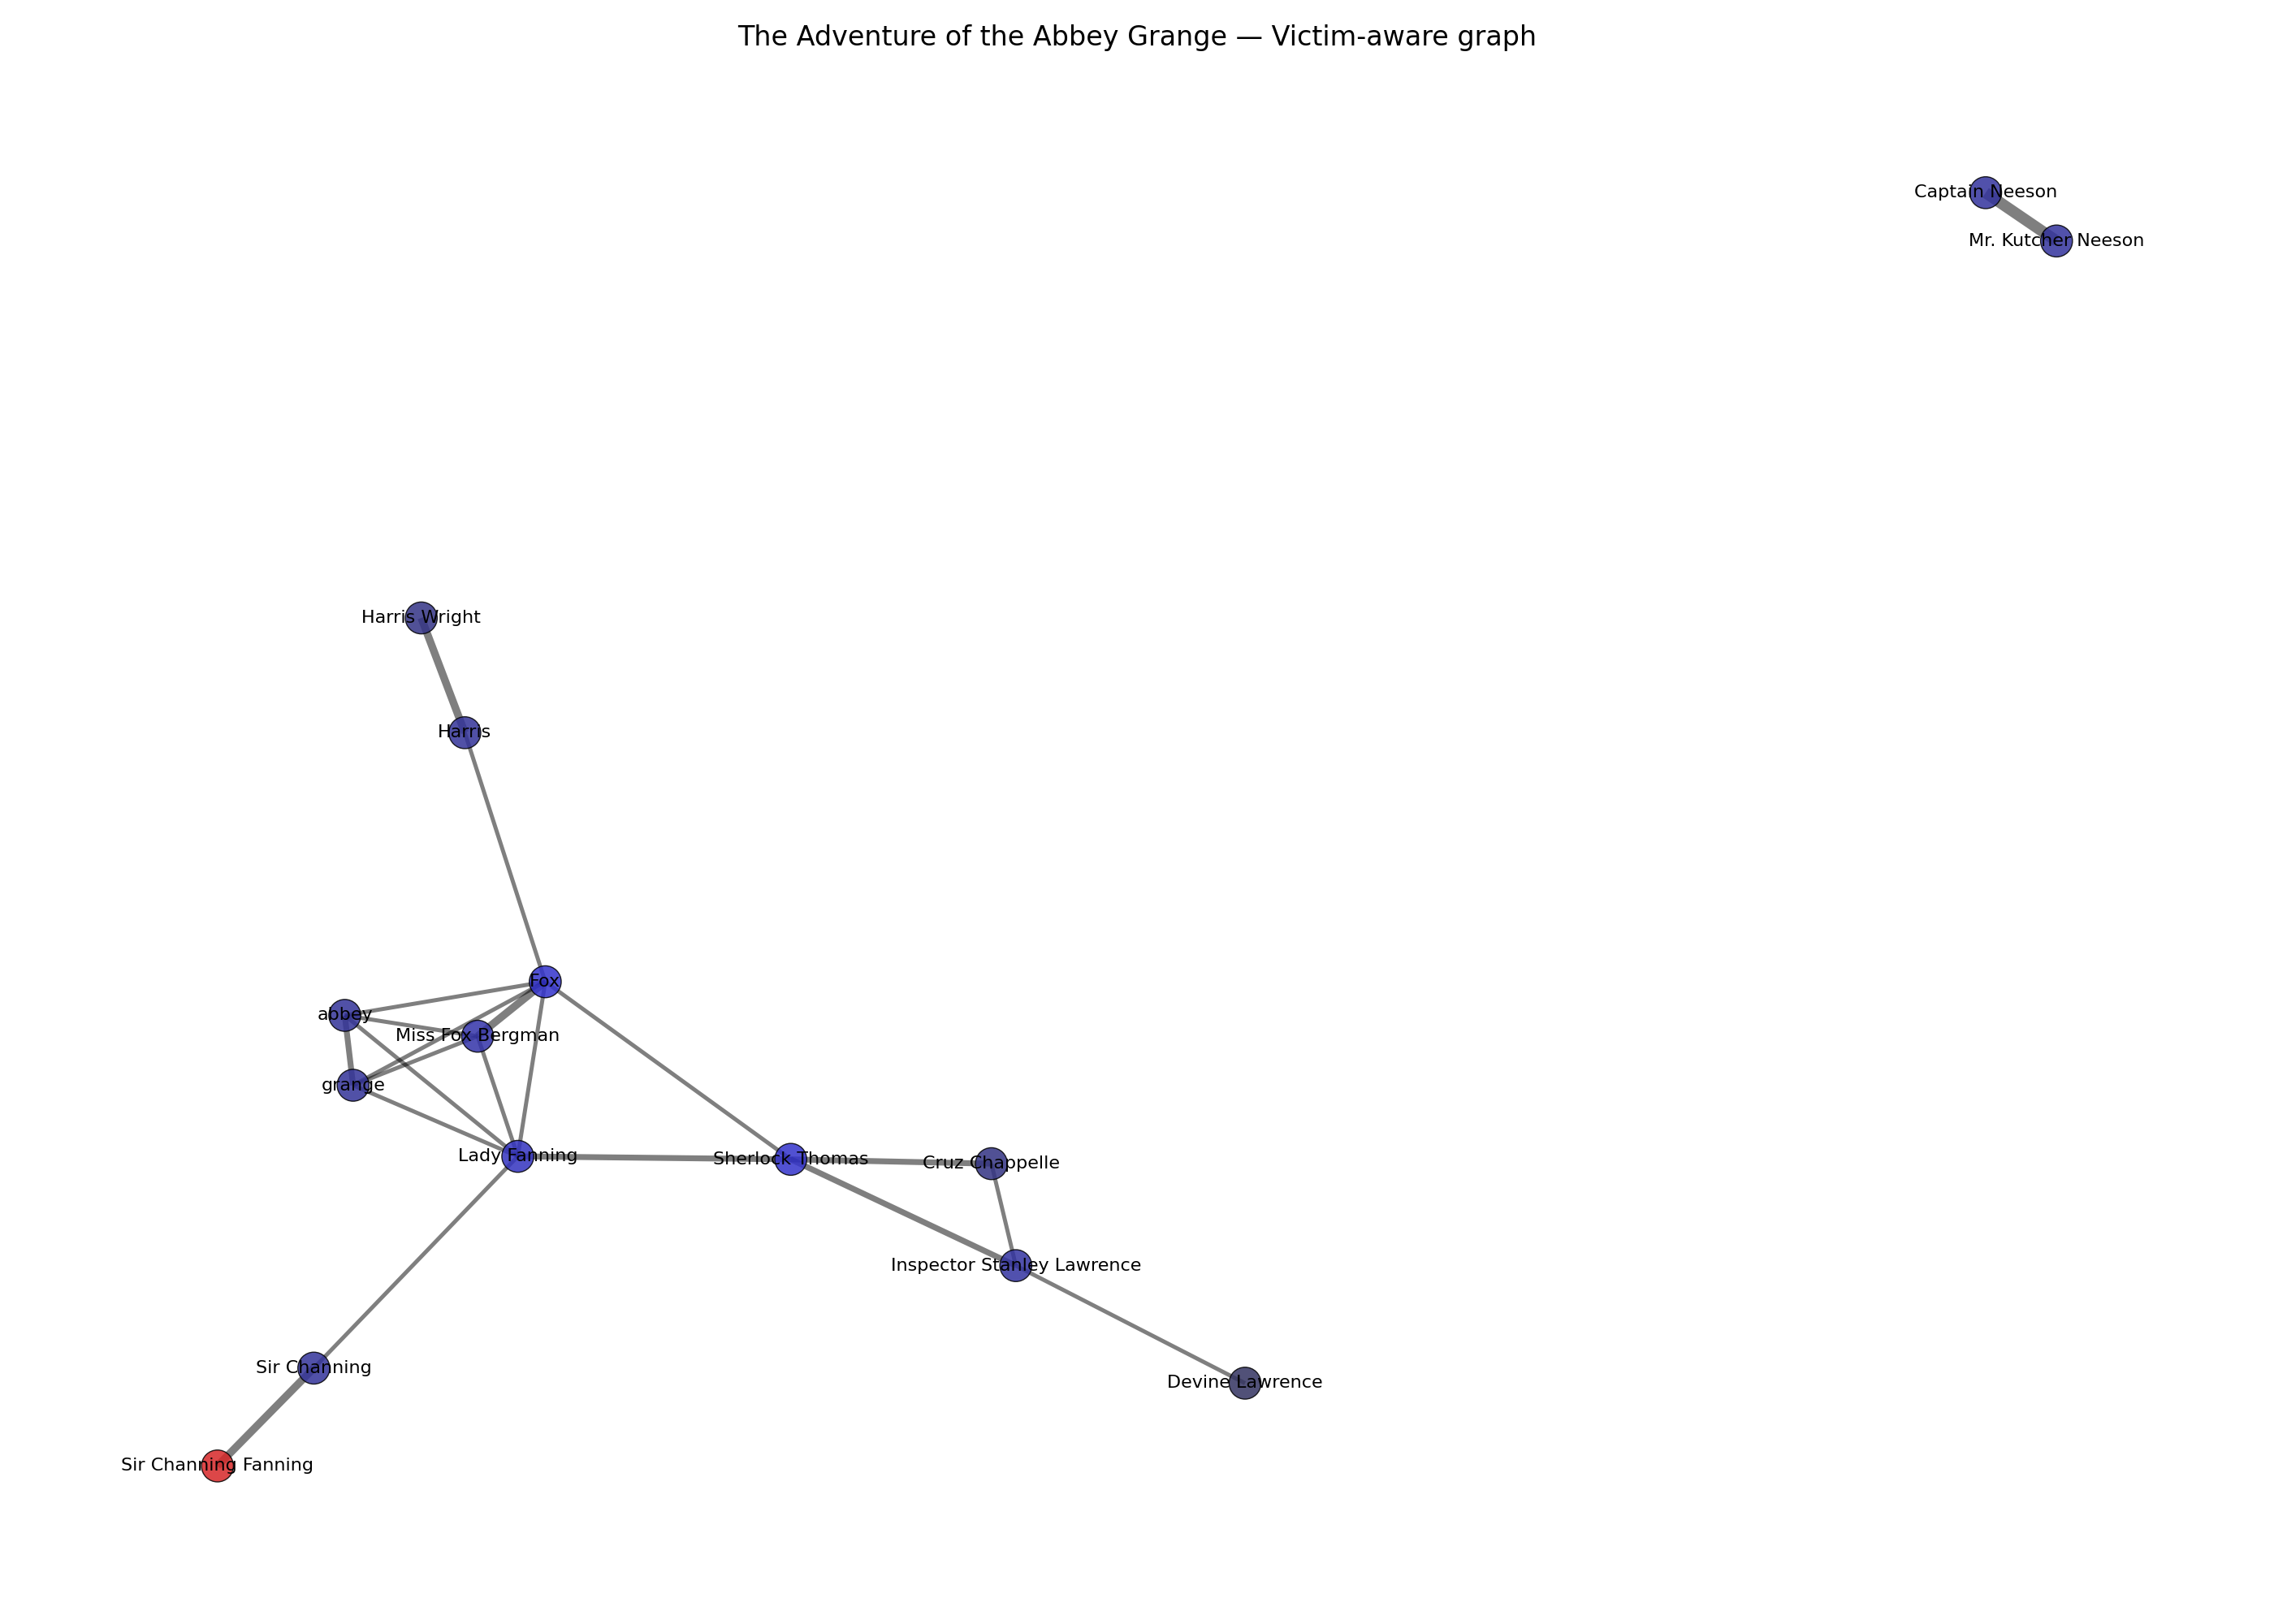 The Adventure of the Abbey Grange — Victim-aware graph
Captain Neeson
Mr. Kutcher Neeson
Harris Wright
Harris
Fox
abbey
Miss Fox Bergman
grange
Lady Fanning
Sherlock Thomas
Cruz Chappelle
Inspector Stanley Lawrence
Sir Channing
Devine Lawrence
Sir Channing Fanning